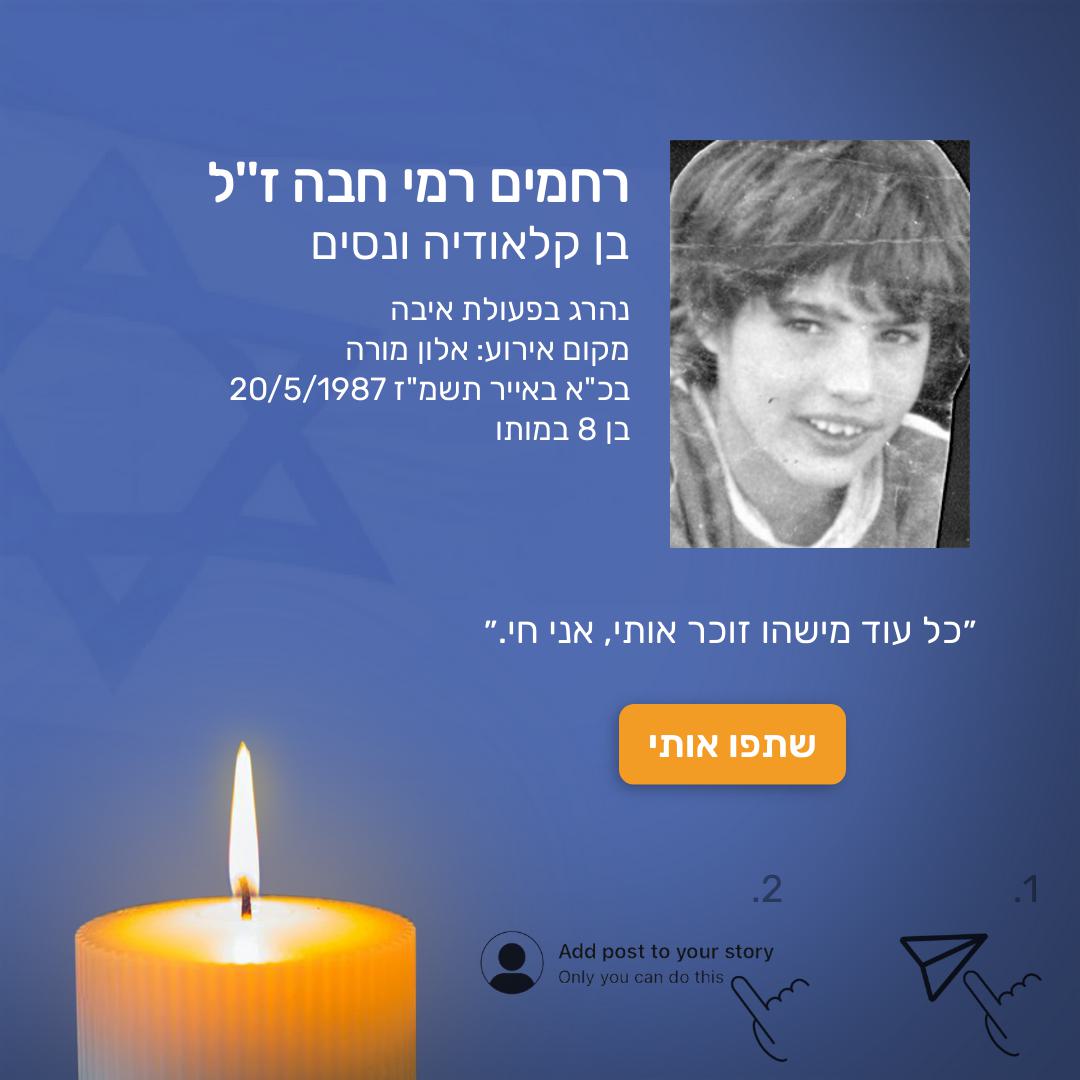 רחמים רמי חבה ז"ל
בן קלאודיה ונסים
נהרג בפעולת איבה
מקום אירוע: אלון מורה
בכ"א באייר תשמ"ז 20/5/1987
בן 8 במותו
״כל עוד מישהו זוכר אותי, אני חי.״
שתפו אותי
1.
2.
Add post to your story
Only you can do this